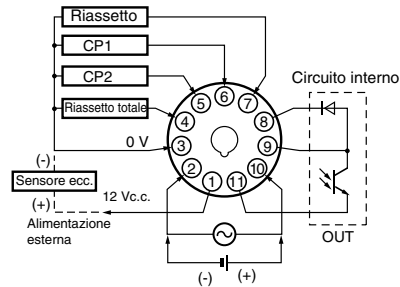 Riassetto
CP1
CP2
Riassetto totale
Circuito interno
6
5
7
4
8
3
9
2
10
1
11
0 V
(-)
Sensore ecc.
(+)
12 Vc.c.
Alimentazione
esterna
OUT
(-)
(+)